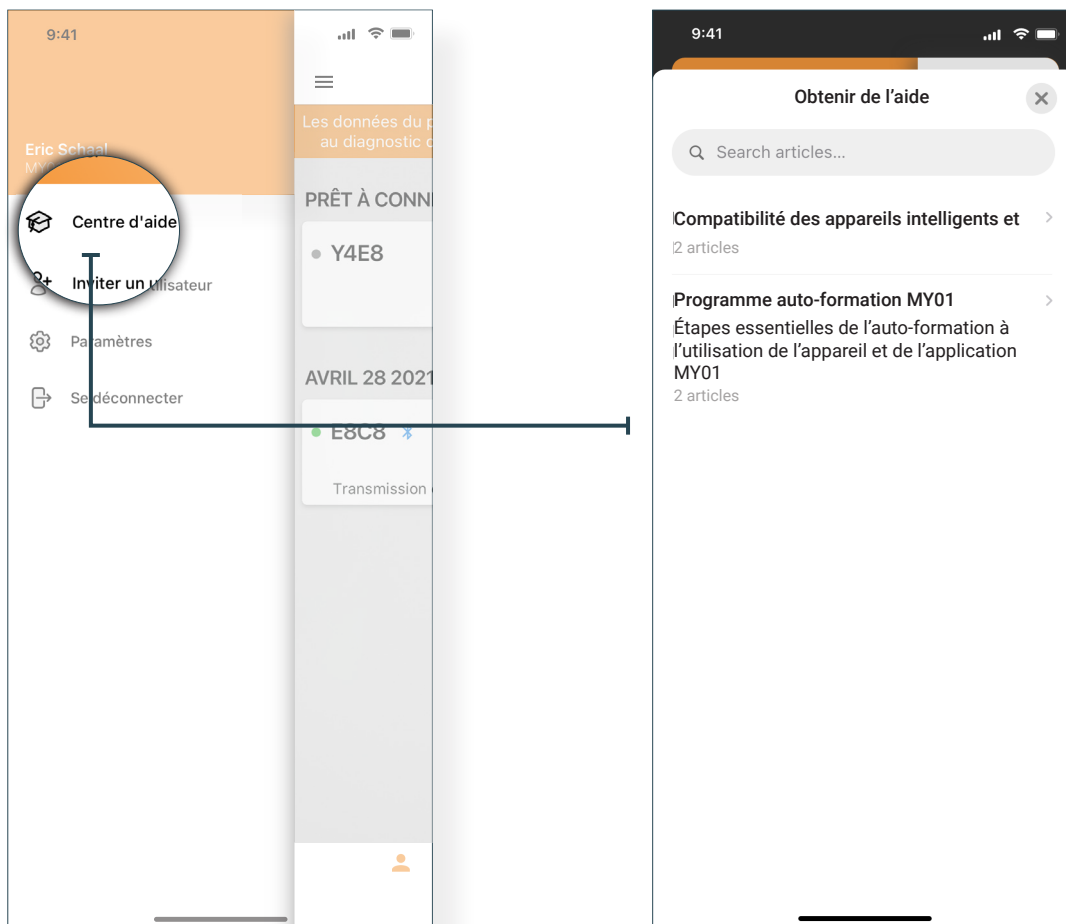 9:41
Eric Schaal
Centre d'aide
Inviter un utilisateur
Paramètres
Se déconnecter
Les données du
au diagnostic
PRÊT À CONN
Y4E8
AVRIL 28 2021
E8C8
Transmission
9:41
Obtenir de l'aide
Search articles...
Compatibilité des appareils intelligents et
2 articles
Programme auto-formation MY01
Étapes essentielles de l'auto-formation à
l'utilisation de l'appareil et de l'application
MY01
2 articles